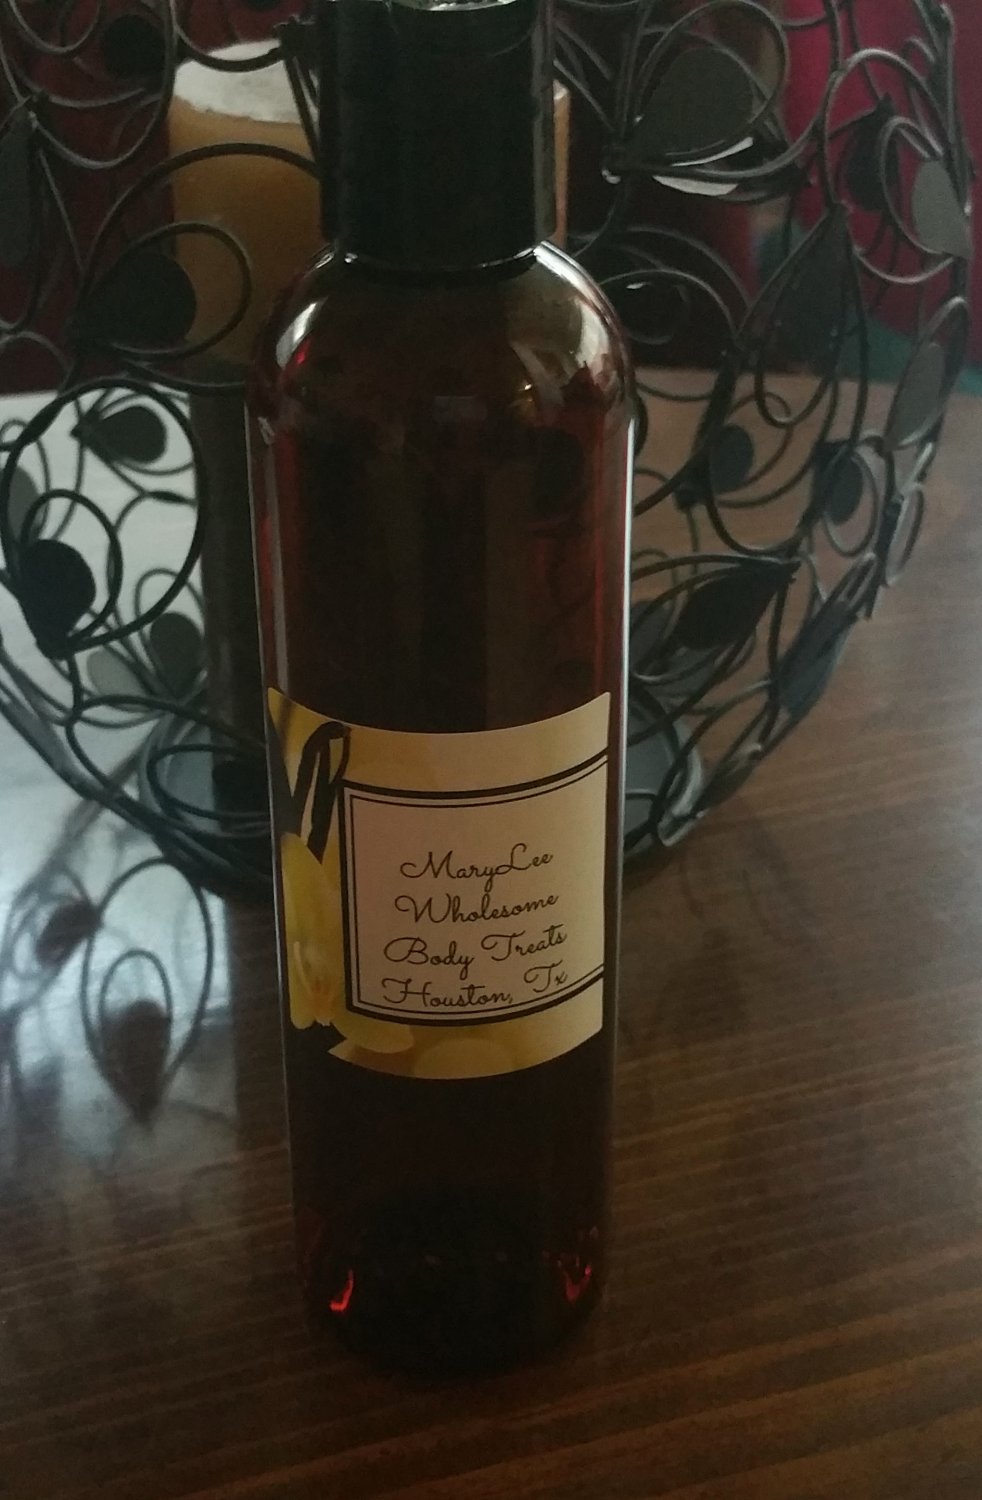 MaryLee
Wholesome
Body Treats
Houston, Tx